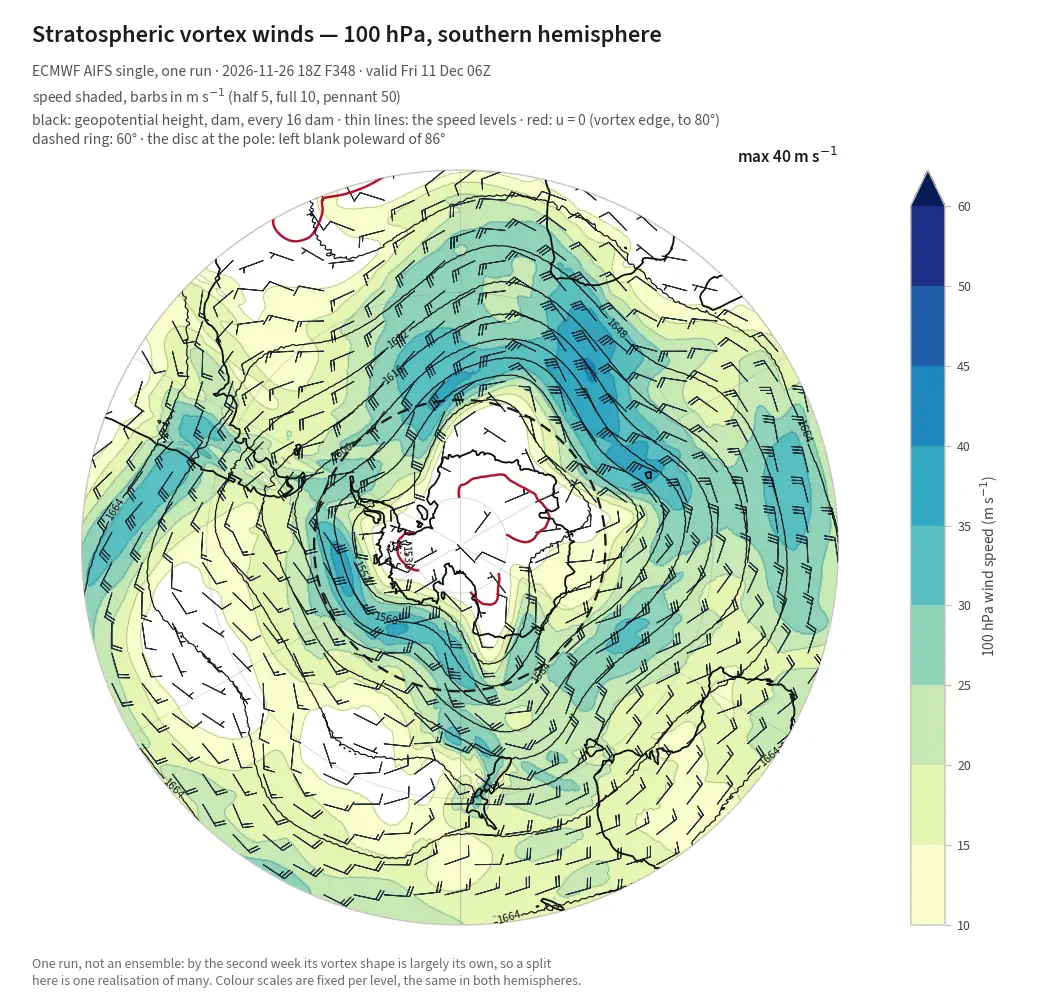 Stratospheric vortex winds — 100 hPa, southern hemisphere
ECMWF AIFS single, one run · 2026-11-26 18Z F348 · valid Fri 11 Dec 06Z
speed shaded, barbs in m s⁻¹ (half 5, full 10, pennant 50)
black: geopotential height, dam, every 16 dam · thin lines: the speed levels · red: u = 0 (vortex edge, to 80°)
dashed ring: 60° · the disc at the pole: left blank poleward of 86°
max 40 m s⁻¹
60
50
45
40
35
30
25
20
15
10
100 hPa wind speed (m s⁻¹)
1648
1664
1664
1568
1664
1664
1664
One run, not an ensemble: by the second week its vortex shape is largely its own, so a split
here is one realisation of many. Colour scales are fixed per level, the same in both hemispheres.